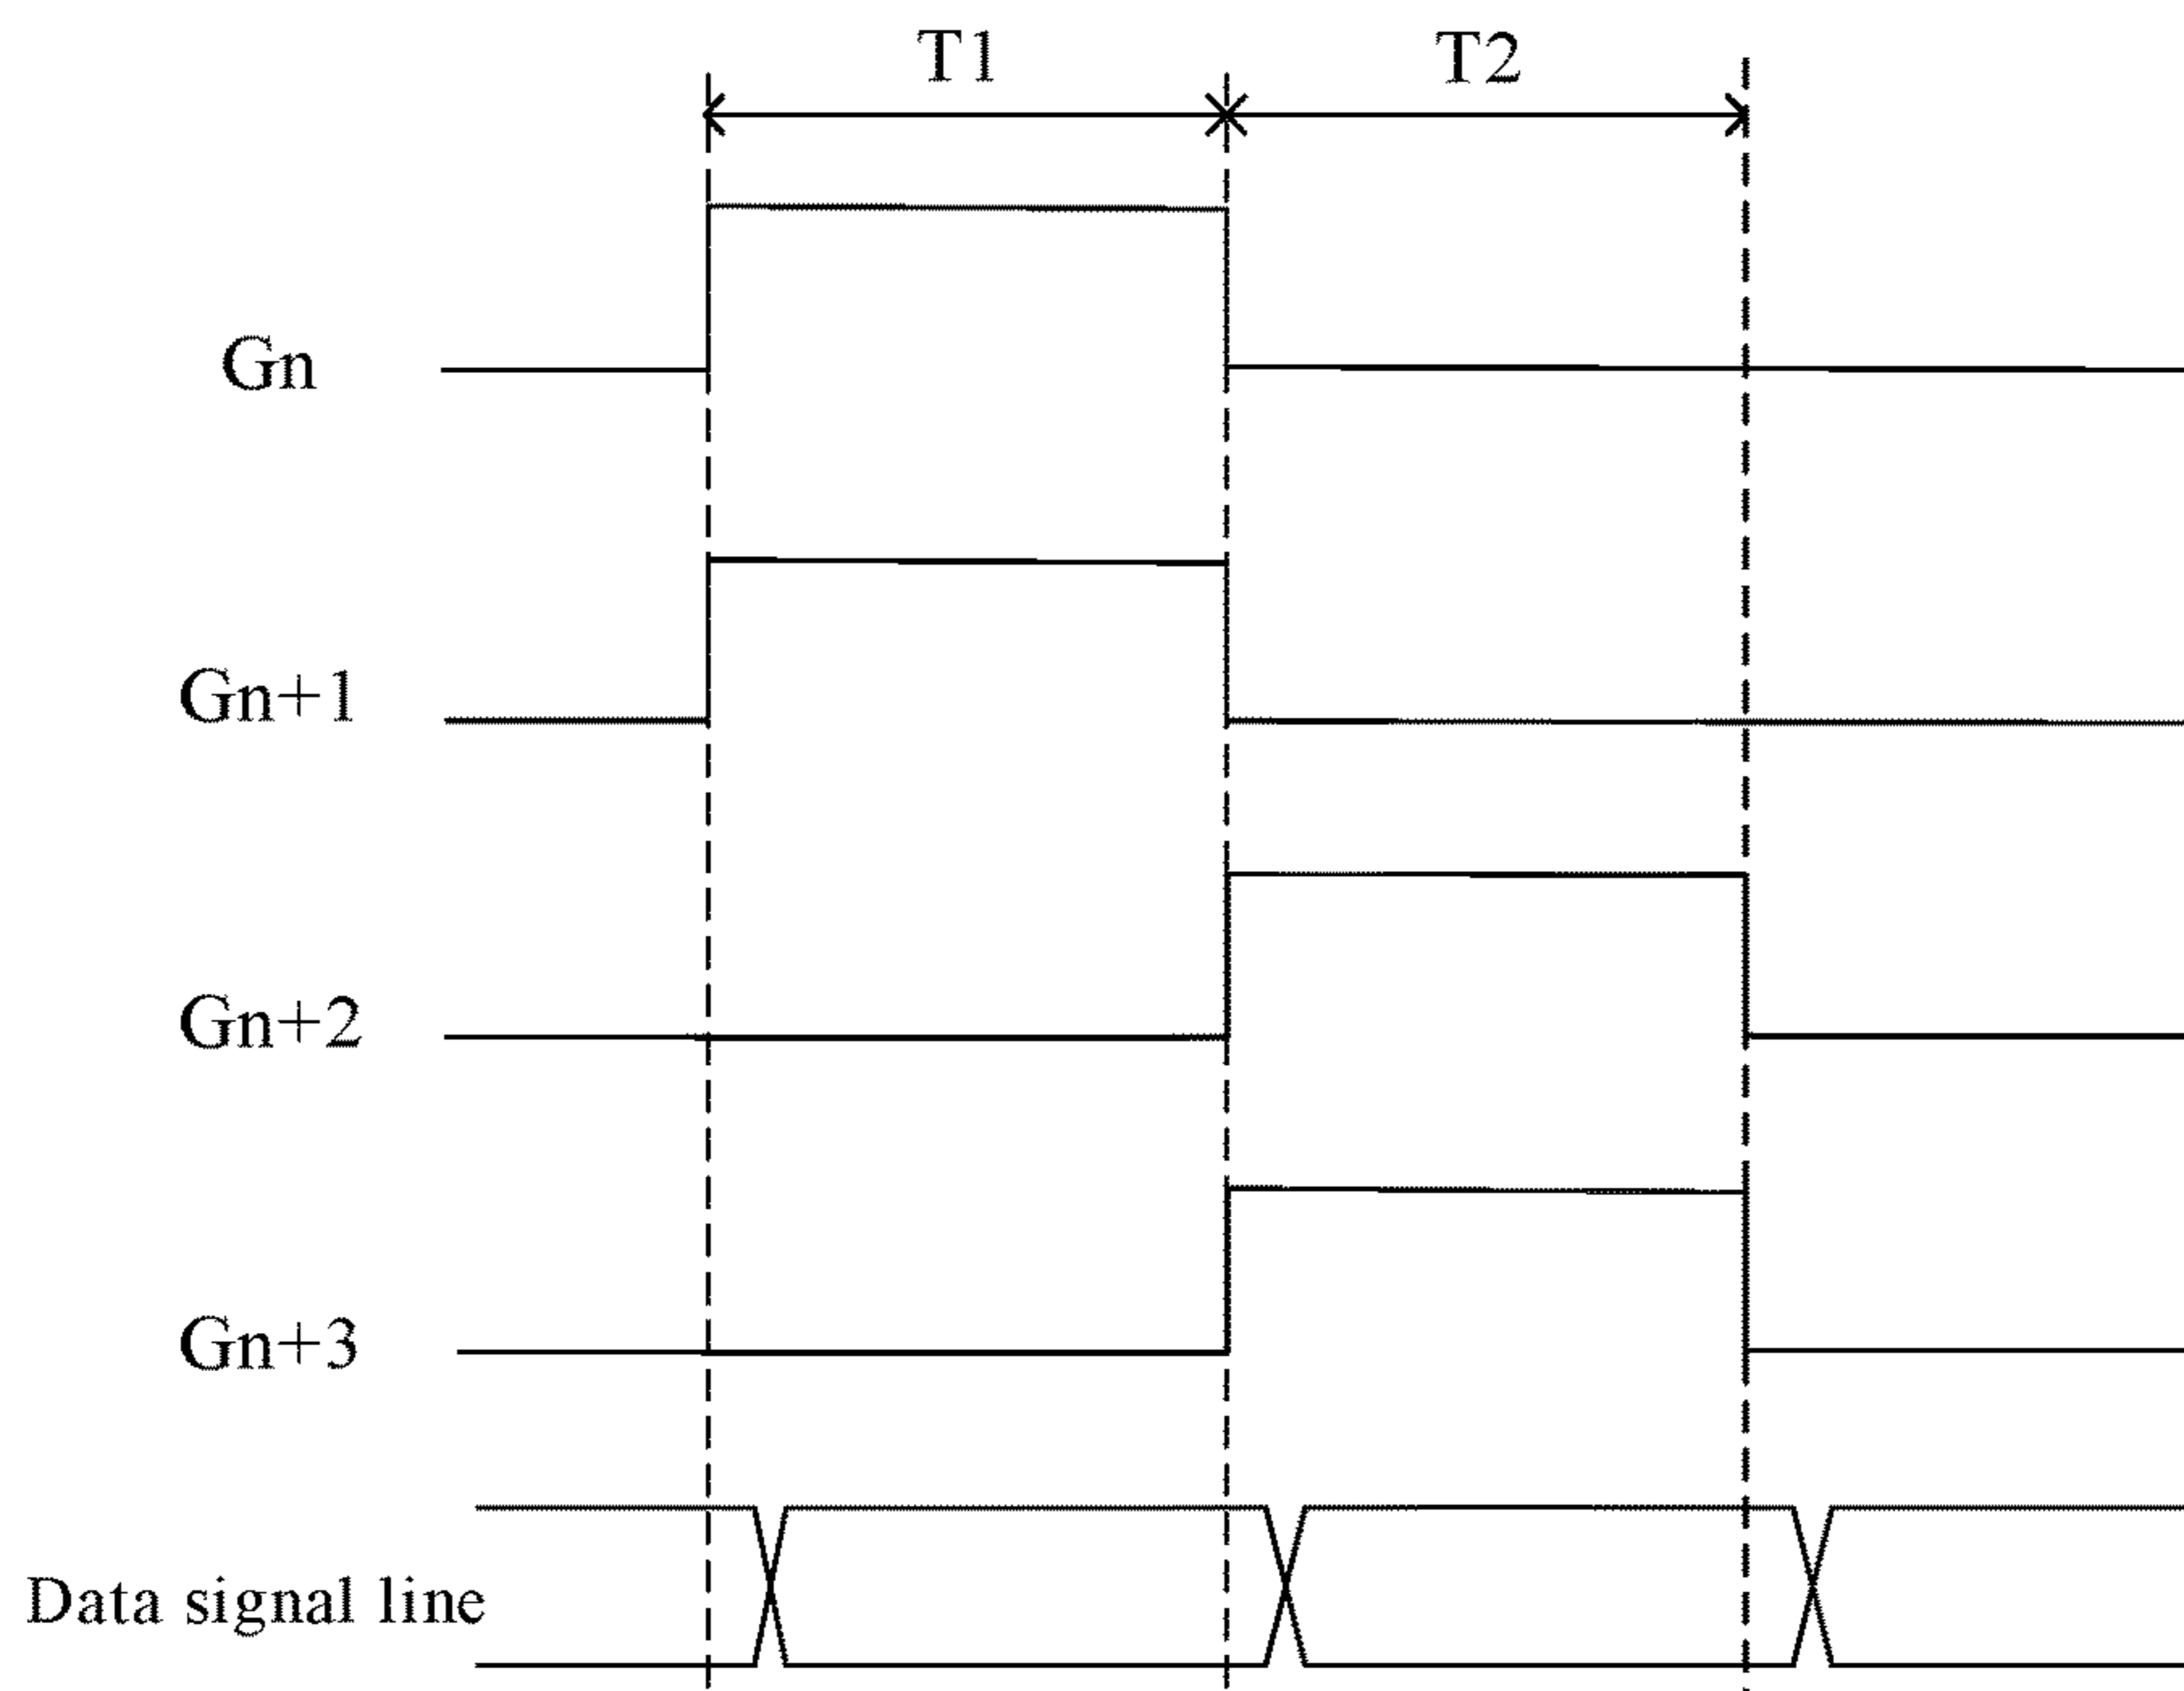 T1 T2
Gn
Gn+1
Gn+2
Gn+3
Data signal line